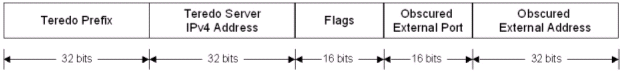 Teredo Prefix
Teredo Server
IPv4 Address
Flags
Obscured
External Port
Obscured
External Address
32 bits
32 bits
16 bits
16 bits
32 bits